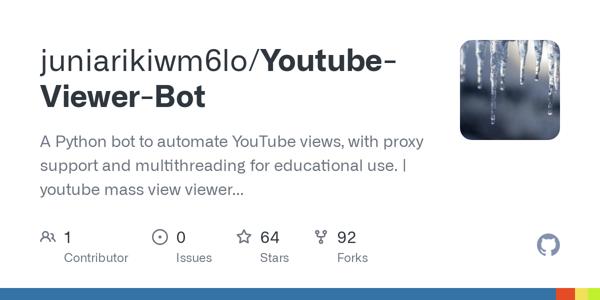 juniarikiwm6lo/Youtube-
Viewer-Bot
A Python bot to automate YouTube views, with proxy
support and multithreading for educational use. |
youtube mass view viewer...
1 0 64 92
Contributor Issues Stars Forks